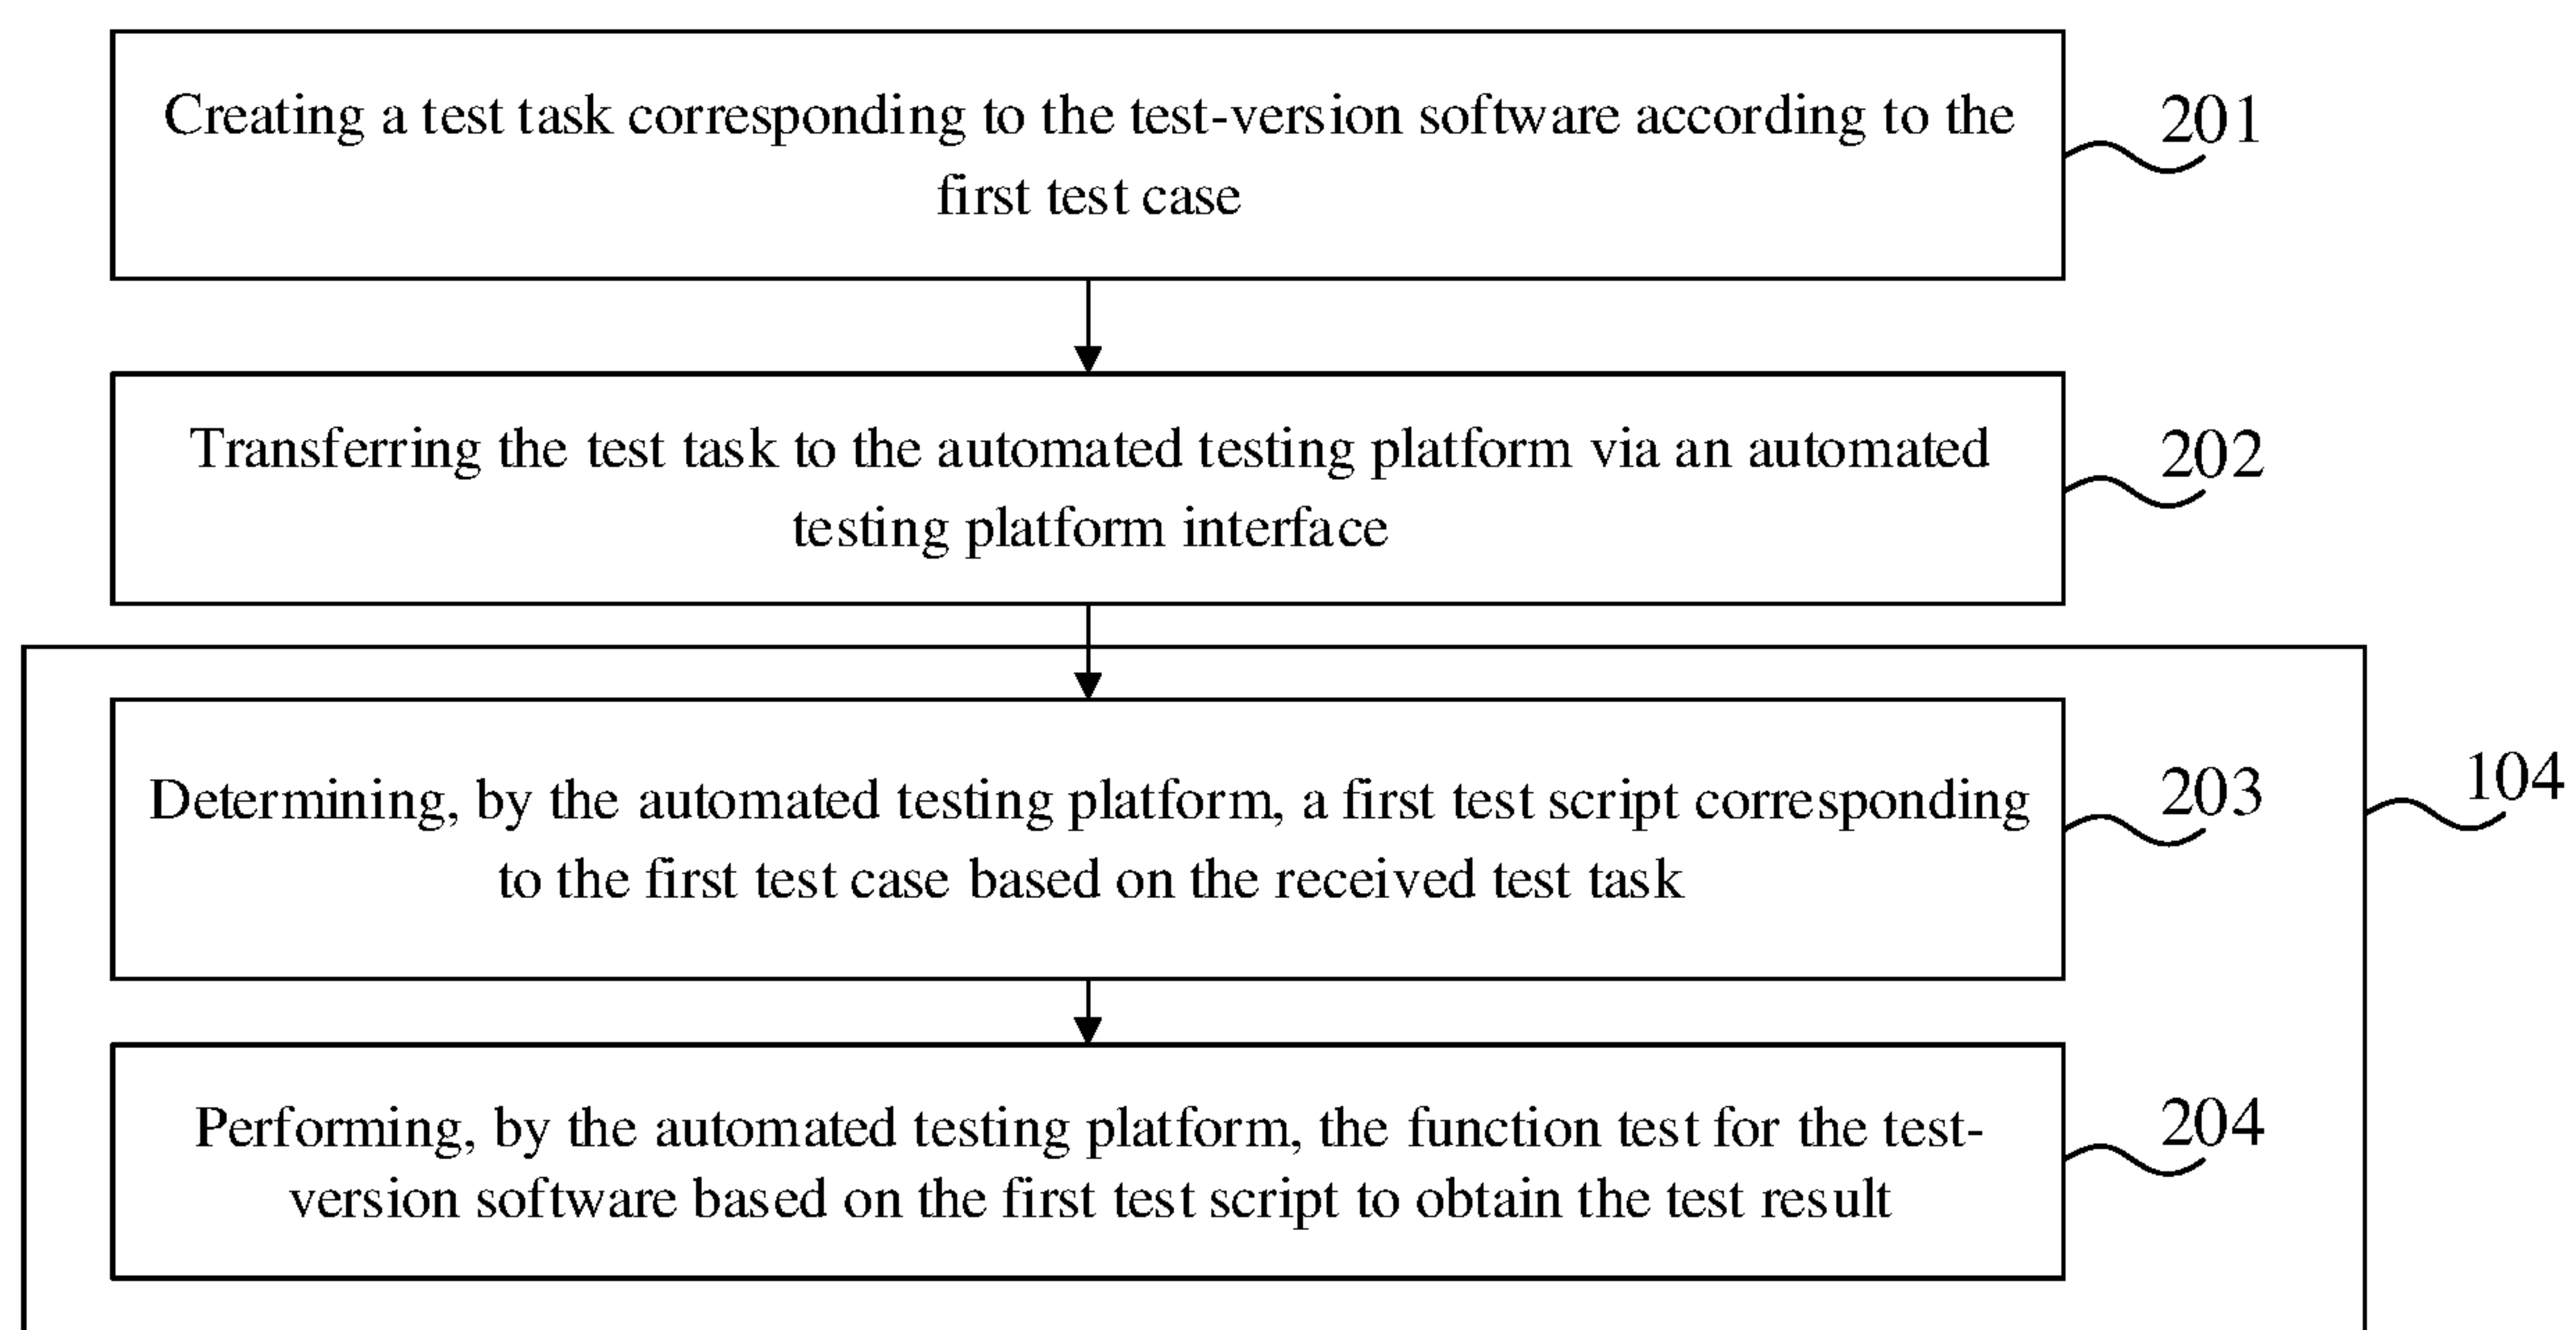 Creating a test task corresponding to the test-version software according to the
first test case
201
Transferring the test task to the automated testing platform via an automated
testing platform interface
202
Determining, by the automated testing platform, a first test script corresponding
to the first test case based on the received test task
203
104
Performing, by the automated testing platform, the function test for the test-
version software based on the first test script to obtain the test result
204